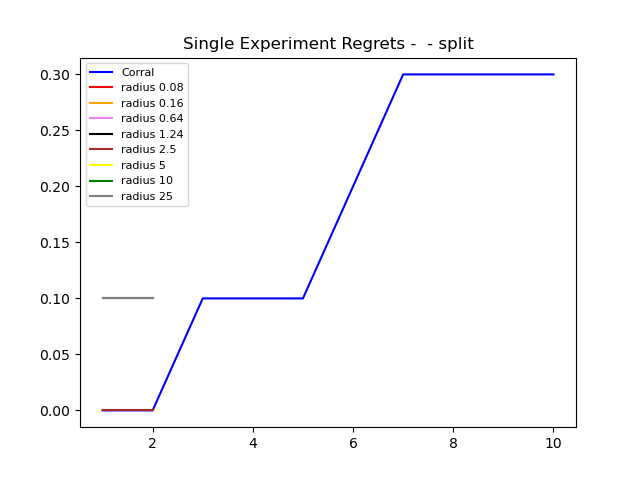 Single Experiment Regrets -  - split
0.30
0.25
0.20
0.15
0.10
0.05
0.00
Corral
radius 0.08
radius 0.16
radius 0.64
radius 1.24
radius 2.5
radius 5
radius 10
radius 25
2 4 6 8 10